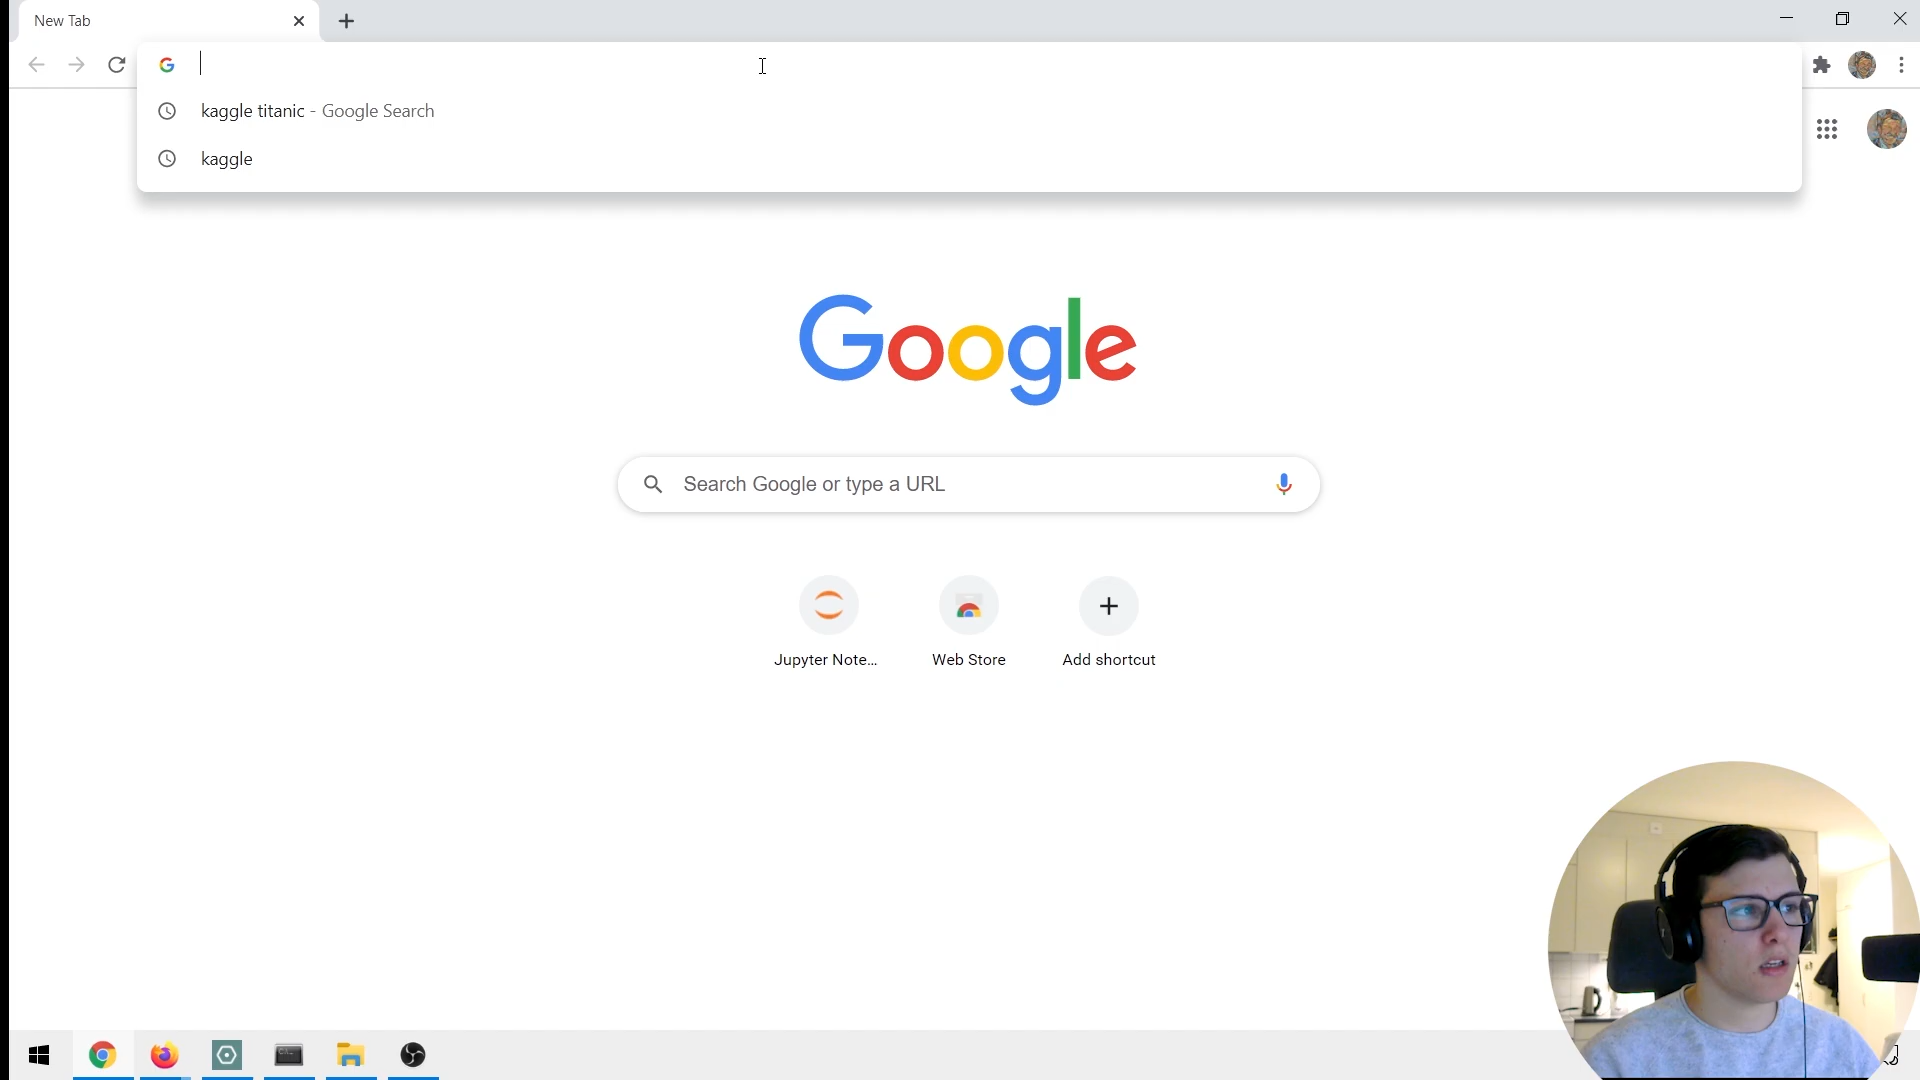 New Tab
kaggle titanic - Google Search
kaggle
Google
Search Google or type a URL
Jupyter Note...
Web Store
Add shortcut